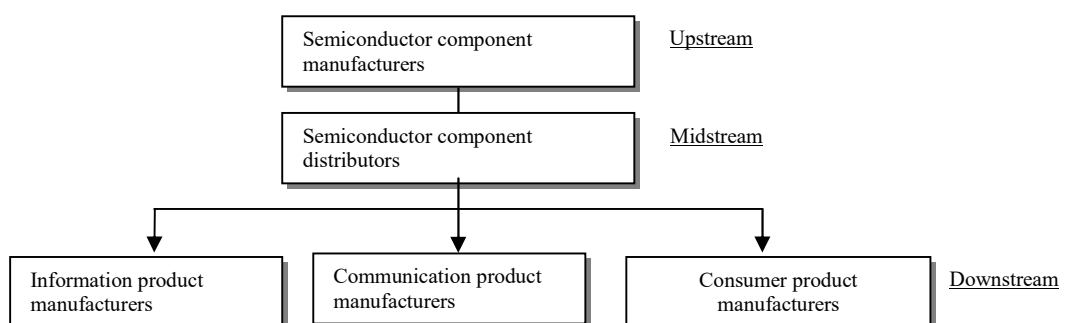 Semiconductor component
manufacturers
Upstream
Semiconductor component
distributors
Midstream
Information product
manufacturers
Communication product
manufacturers
Consumer product
manufacturers
Downstream